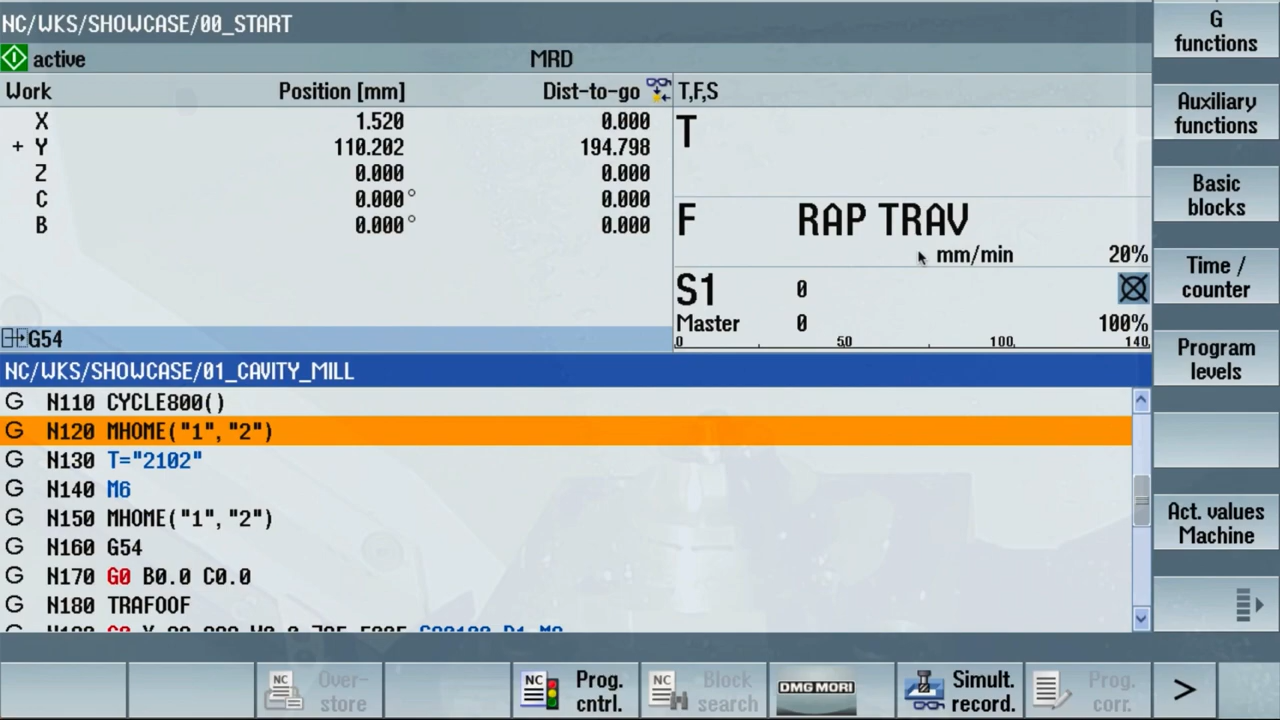 NC/WKS/SHOWCASE/00_START
G functions
active
MRD
Work Position [mm] Dist-to-go T,F,S
X 1.520 0.000
+ Y 110.202 194.798
Z 0.000 0.000
C 0.000° 0.000
B 0.000° 0.000
T
F RAP TRAV
mm/min 20%
S1 0
Master 0 100%
0 50 100 140
G54
Auxiliary functions
Basic blocks
Time / counter
Program levels
Act. values Machine
NC/WKS/SHOWCASE/01_CAVITY_MILL
G N110 CYCLE800()
G N120 MHOME("1","2")
G N130 T="2102"
G N140 M6
G N150 MHOME("1","2")
G N160 G54
G N170 G0 B0.0 C0.0
G N180 TRAFOOF
NC Over-store
NC Prog. cntrl.
NC Block search
DMG MORI
Simult. record.
Prog. corr.
>